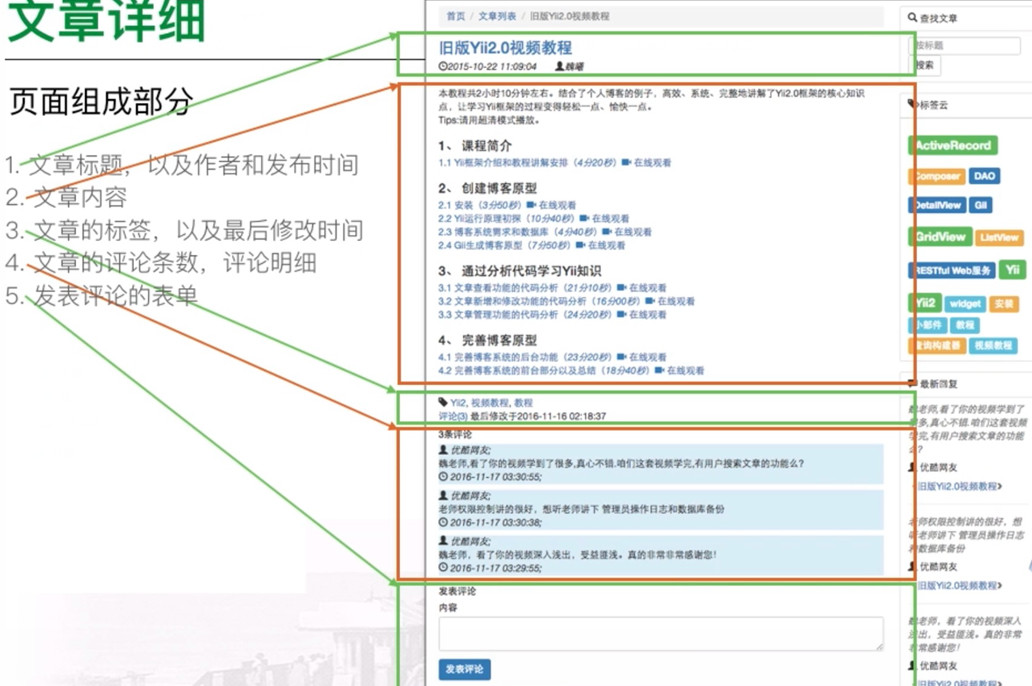 文章详细
页面组成部分
1. 文章标题，以及作者和发布时间
2. 文章内容
3. 文章的标签，以及最后修改时间
4. 文章的评论条数，评论明细
5. 发表评论的表单
首页 / 文章列表 / 旧版Yii2.0视频教程
旧版Yii2.0视频教程
2015-10-22 11:09:04 魏曦
本教程共2小时10分钟左右。结合了个人博客的例子，高效、系统、完整地讲解了Yii2.0框架的核心知识
点，让学习Yii框架的过程变得轻松一点、愉快一点。
Tips:请用超清模式播放。
1、 课程简介
1.1 Yii框架介绍和教程讲解安排（4分20秒） 在线观看
2、 创建博客原型
2.1 安装（3分50秒） 在线观看
2.2 Yii运行原理初探（10分40秒） 在线观看
2.3 博客系统需求和数据库（4分40秒） 在线观看
2.4 Gii生成博客原型（7分50秒） 在线观看
3、 通过分析代码学习Yii知识
3.1 文章查看功能的代码分析（21分10秒） 在线观看
3.2 文章新增和修改功能的代码分析（16分00秒） 在线观看
3.3 文章管理功能的代码分析（24分20秒） 在线观看
4、 完善博客原型
4.1 完善博客系统的后台功能（23分20秒） 在线观看
4.2 完善博客系统的前台部分以及总结（18分40秒） 在线观看
Yii2, 视频教程, 教程
评论(3) 最后修改于2016-11-16 02:18:37
3条评论
优酷网友;
魏老师,看了你的视频学到了很多,真心不错.咱们这套视频学完,有用户搜索文章的功能么?
2016-11-17 03:30:55;
优酷网友;
老师权限控制讲的很好，想听老师讲下 管理员操作日志和数据库备份
2016-11-17 03:30:38;
优酷网友;
魏老师，看了你的视频深入浅出，受益匪浅。真的非常非常感谢您！
2016-11-17 03:29:55;
发表评论
内容
发表评论
查找文章
按标题
搜索
标签云
ActiveRecord
Composer DAO
DetailView Gii
GridView ListView
RESTful Web服务 Yii
Yii2 widget 安装
小部件 教程
查询构建器 视频教程
最新回复
魏老师,看了你的视频学到了
很多,真心不错.咱们这套视频
学完,有用户搜索文章的功能
么?
优酷网友
旧版Yii2.0视频教程
老师权限控制讲的很好，想
听老师讲下 管理员操作日志
和数据库备份
优酷网友
旧版Yii2.0视频教程
魏老师，看了你的视频深入
浅出，受益匪浅。真的非常
非常感谢您！
优酷网友
旧版Yii2.0视频教程